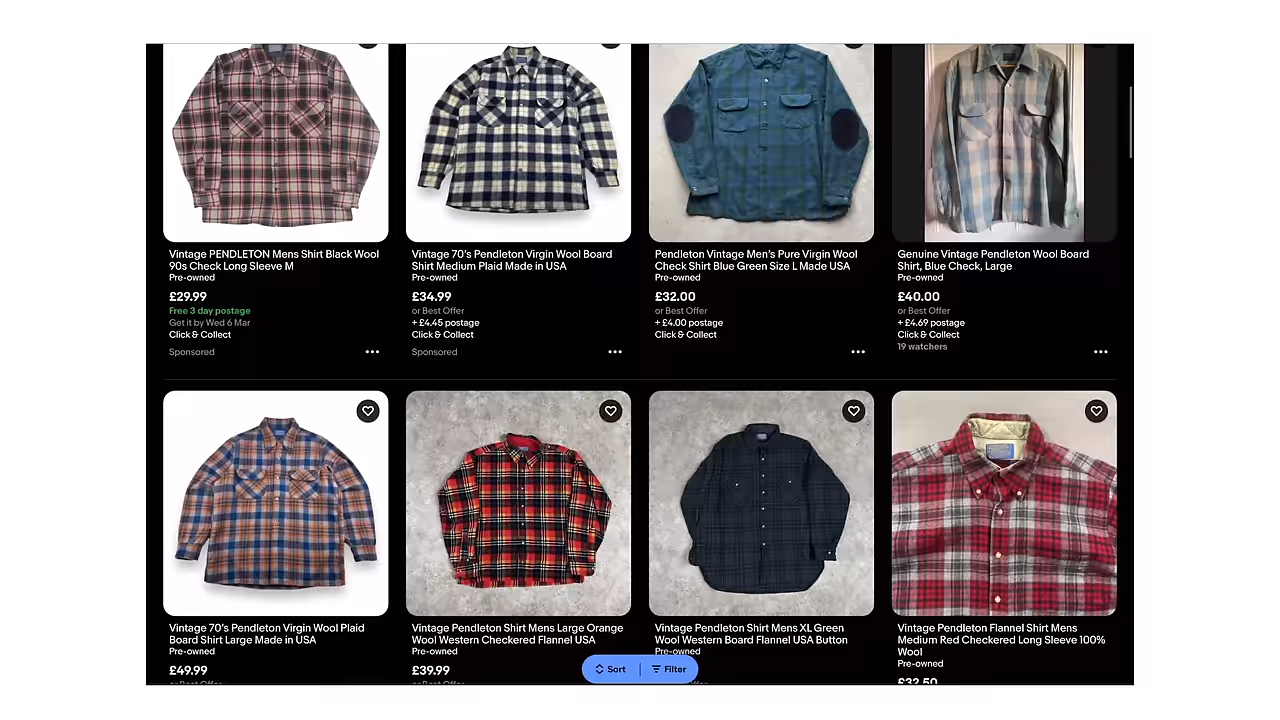 Vintage PENDLETON Mens Shirt Black Wool
90s Check Long Sleeve M
Pre-owned
£29.99
Free 3 day postage
Get it by Wed 6 Mar
Click & Collect
Sponsored
Vintage 70's Pendleton Virgin Wool Board
Shirt Medium Plaid Made in USA
Pre-owned
£34.99
or Best Offer
+ £4.45 postage
Click & Collect
Sponsored
Pendleton Vintage Men's Pure Virgin Wool
Check Shirt Blue Green Size L Made USA
Pre-owned
£32.00
or Best Offer
+ £4.00 postage
Click & Collect
Genuine Vintage Pendleton Wool Board
Shirt, Blue Check, Large
Pre-owned
£40.00
or Best Offer
+ £4.69 postage
Click & Collect
19 watchers
Vintage 70's Pendleton Virgin Wool Plaid
Board Shirt Large Made in USA
Pre-owned
£49.99
or Best Offer
Vintage Pendleton Shirt Mens Large Orange
Wool Western Checkered Flannel USA
Pre-owned
£39.99
or Best Offer
Vintage Pendleton Shirt Mens XL Green
Wool Western Board Flannel USA Button
Pre-owned
Vintage Pendleton Flannel Shirt Mens
Medium Red Checkered Long Sleeve 100%
Wool
Pre-owned
£32.50
Sort
Filter